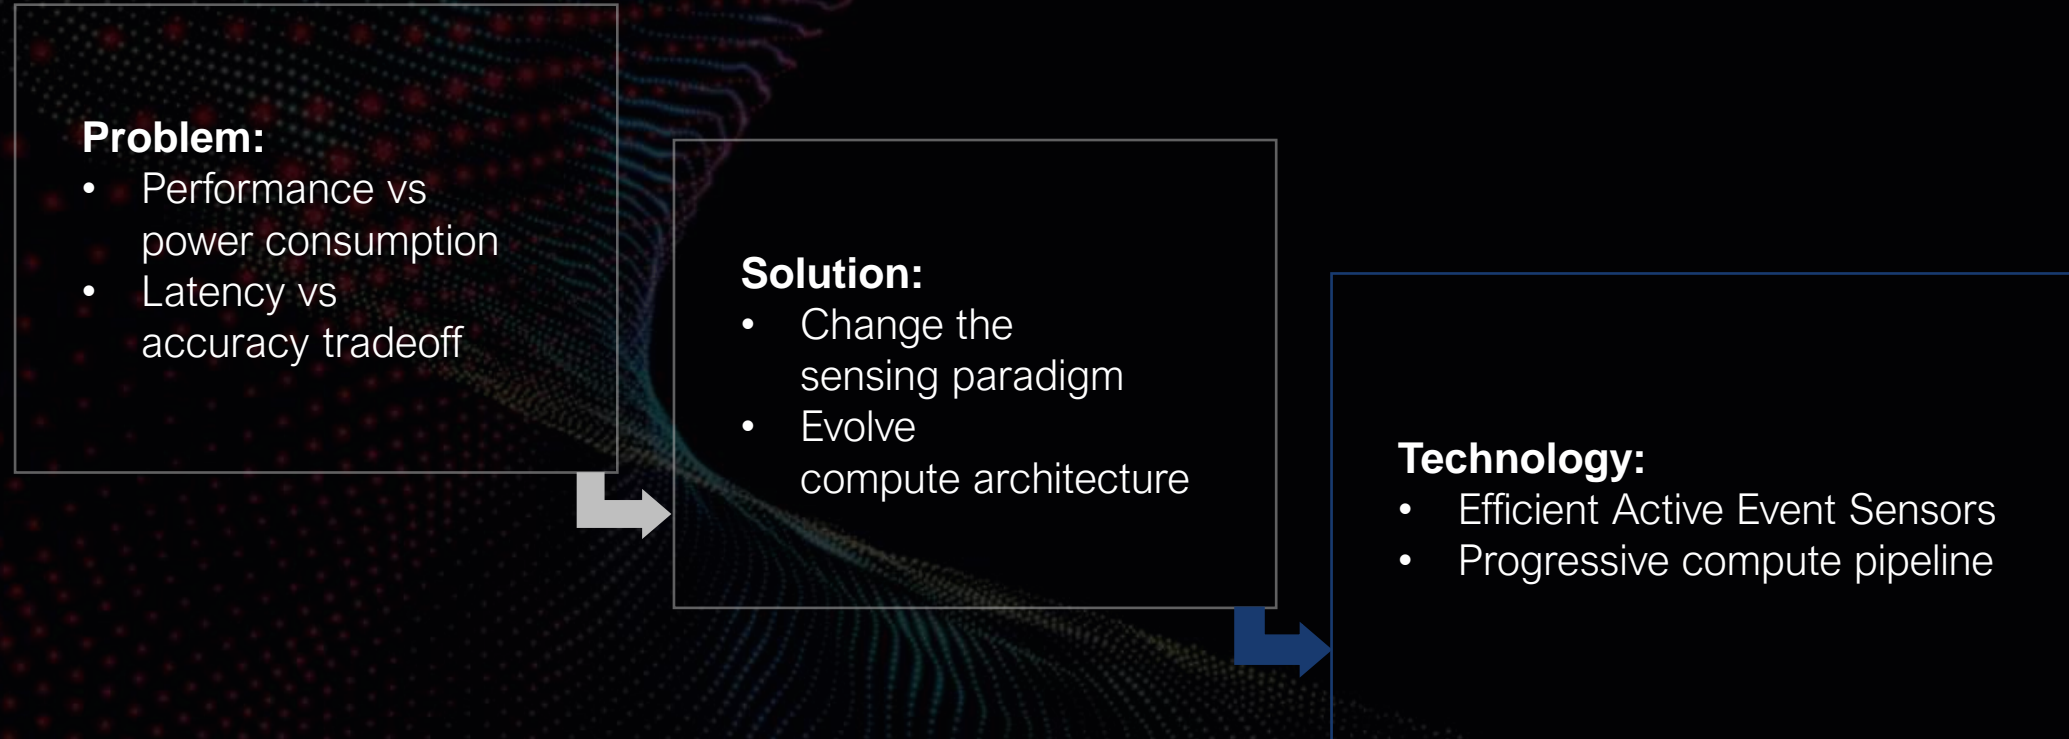 Problem:
• Performance vs
power consumption
• Latency vs
accuracy tradeoff
Solution:
• Change the
sensing paradigm
• Evolve
compute architecture
Technology:
• Efficient Active Event Sensors
• Progressive compute pipeline